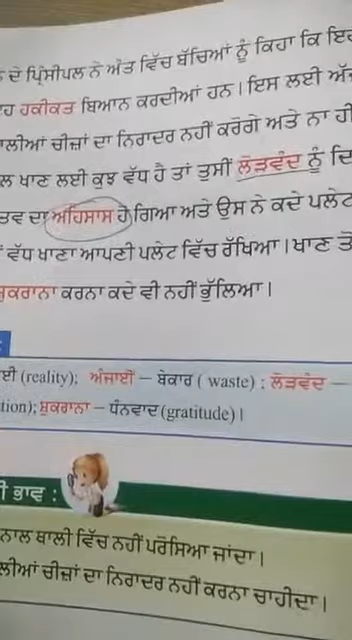 ਦੇ ਪ੍ਰਿੰਸੀਪਲ ਨੇ ਅੰਤ ਵਿੱਚ ਬੱਚਿਆਂ ਨੂੰ ਕਿਹਾ ਕਿ
ਹਕੀਕਤ ਬਿਆਨ ਕਰਦੀਆਂ ਹਨ। ਇਸ ਲਈ
ਚੀਜ਼ਾਂ ਦਾ ਨਿਰਾਦਰ ਨਹੀਂ ਕਰੋਗੇ ਅਤੇ ਨਾ ਹੀ
ਖਾਣ ਲਈ ਕੁਝ ਵੱਧ ਹੈ ਤਾਂ ਤੁਸੀਂ ਲੋੜਵੰਦ ਨੂੰ
ਦਾ ਅਹਿਸਾਸ ਹੋ ਗਿਆ ਅਤੇ ਉਸ ਨੇ ਕਦੇ ਪਲੇਟ
ਵੱਧ ਖਾਣਾ ਆਪਣੀ ਪਲੇਟ ਵਿੱਚ ਰੱਖਿਆ। ਖਾਣ ਤੋਂ
ਸ਼ੁਕਰਾਨਾ ਕਰਨਾ ਕਦੇ ਵੀ ਨਹੀਂ ਭੁੱਲਿਆ।
(reality); ਅੰਜਾਈਂ – ਬੇਕਾਰ ( waste) ; ਲੋੜਵੰਦ –
tion); ਸ਼ੁਕਰਾਨਾ – ਧੰਨਵਾਦ (gratitude)।
ਭਾਵ :
ਨਾਲ ਥਾਲੀ ਵਿੱਚ ਨਹੀਂ ਪਰੋਸਿਆ ਜਾਂਦਾ।
ਚੀਜ਼ਾਂ ਦਾ ਨਿਰਾਦਰ ਨਹੀਂ ਕਰਨਾ ਚਾਹੀਦਾ।